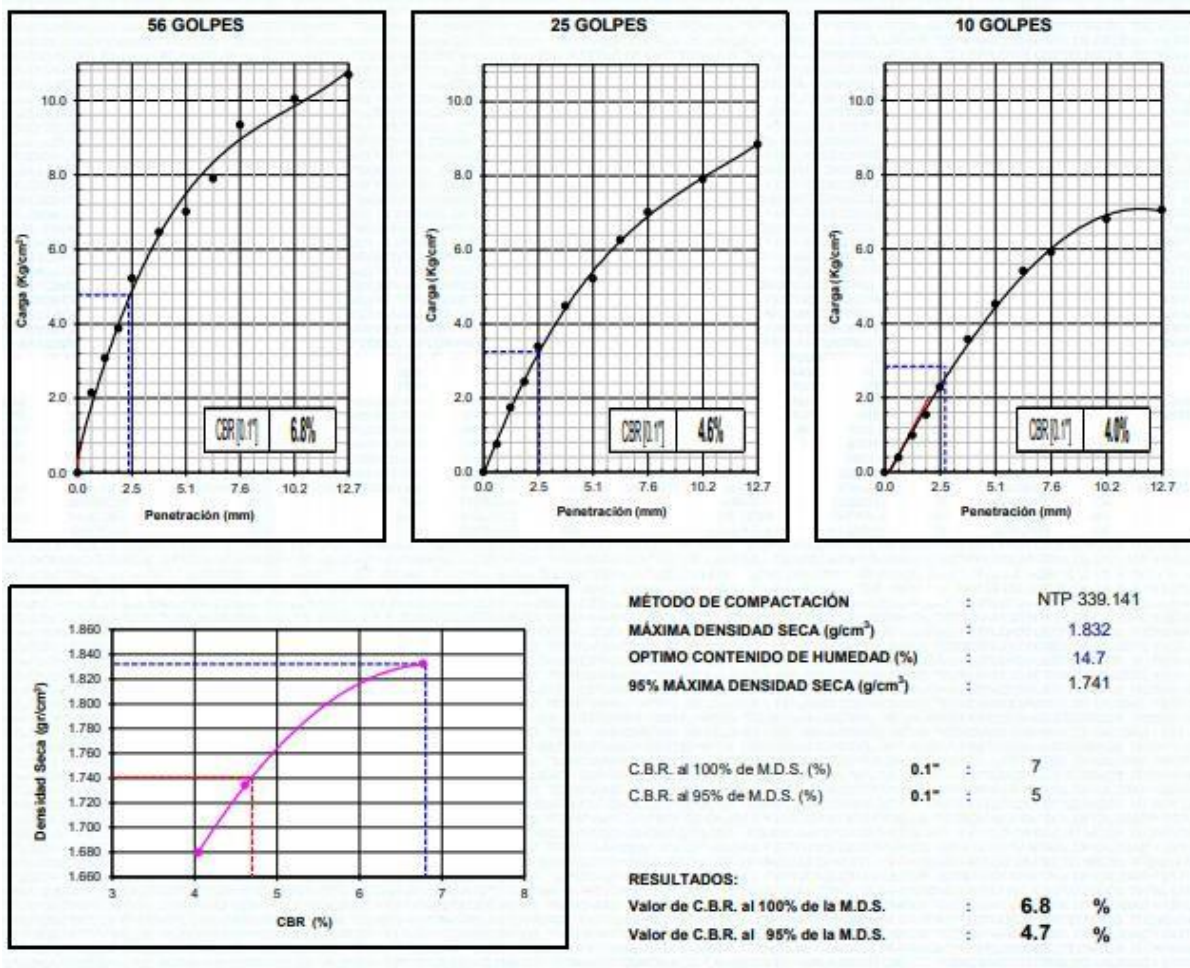 56 GOLPES
Carga (Kg/cm²)
10.0
8.0
6.0
4.0
2.0
0.0
0.0 2.5 5.1 7.6 10.2 12.7
Penetración (mm)
CBR [0.1"] 6.8%
25 GOLPES
Carga (Kg/cm²)
10.0
8.0
6.0
4.0
2.0
0.0
0.0 2.5 5.1 7.6 10.2 12.7
Penetración (mm)
CBR [0.1"] 4.6%
10 GOLPES
Carga (Kg/cm²)
10.0
8.0
6.0
4.0
2.0
0.0
0.0 2.5 5.1 7.6 10.2 12.7
Penetración (mm)
CBR [0.1"] 4.0%
Densidad Seca (gr/cm³)
1.860
1.840
1.820
1.800
1.780
1.760
1.740
1.720
1.700
1.680
1.660
3 4 5 6 7 8
CBR (%)
MÉTODO DE COMPACTACIÓN : NTP 339.141
MÁXIMA DENSIDAD SECA (g/cm³) : 1.832
OPTIMO CONTENIDO DE HUMEDAD (%) : 14.7
95% MÁXIMA DENSIDAD SECA (g/cm³) : 1.741
C.B.R. al 100% de M.D.S. (%) 0.1" : 7
C.B.R. al 95% de M.D.S. (%) 0.1" : 5
RESULTADOS:
Valor de C.B.R. al 100% de la M.D.S. : 6.8 %
Valor de C.B.R. al 95% de la M.D.S. : 4.7 %